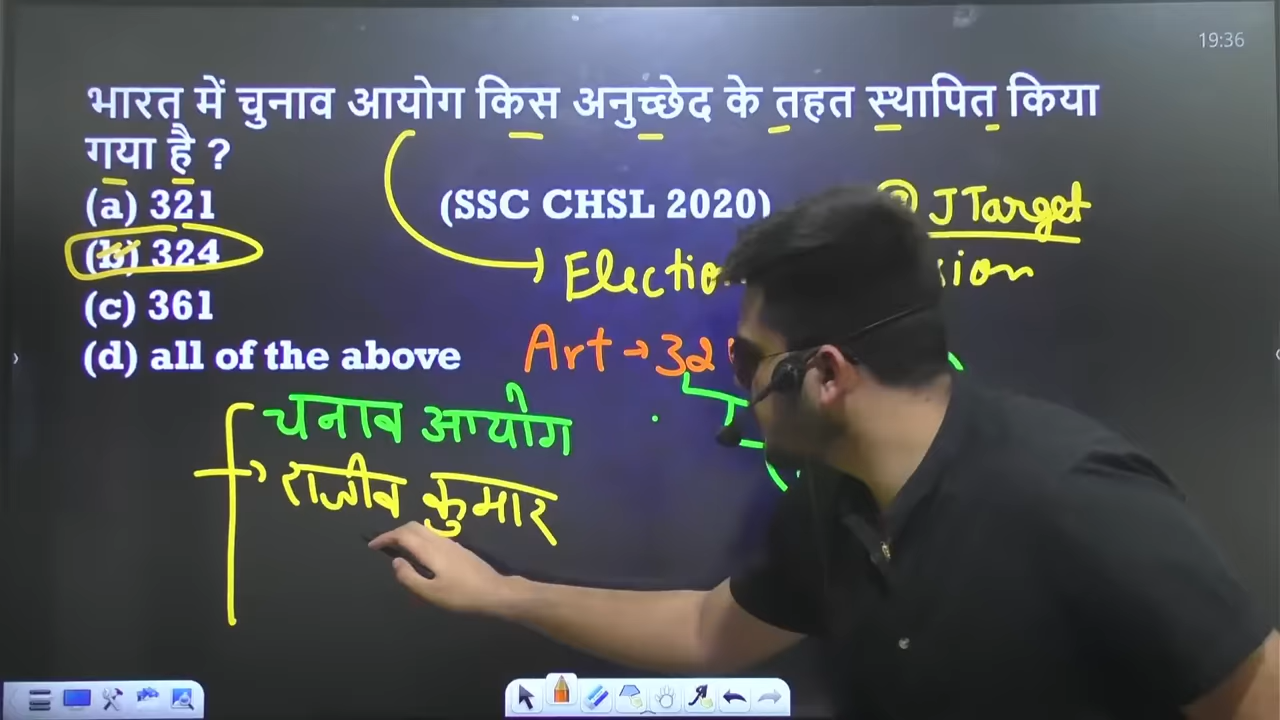 19:36
भारत में चुनाव आयोग किस अनुच्छेद के तहत स्थापित किया
गया है ?
(a) 321
(SSC CHSL 2020)
J Target
(b) 324
Electio
sion
(c) 361
Art → 32
(d) all of the above
चनाव आयोग
राजीव कुमार